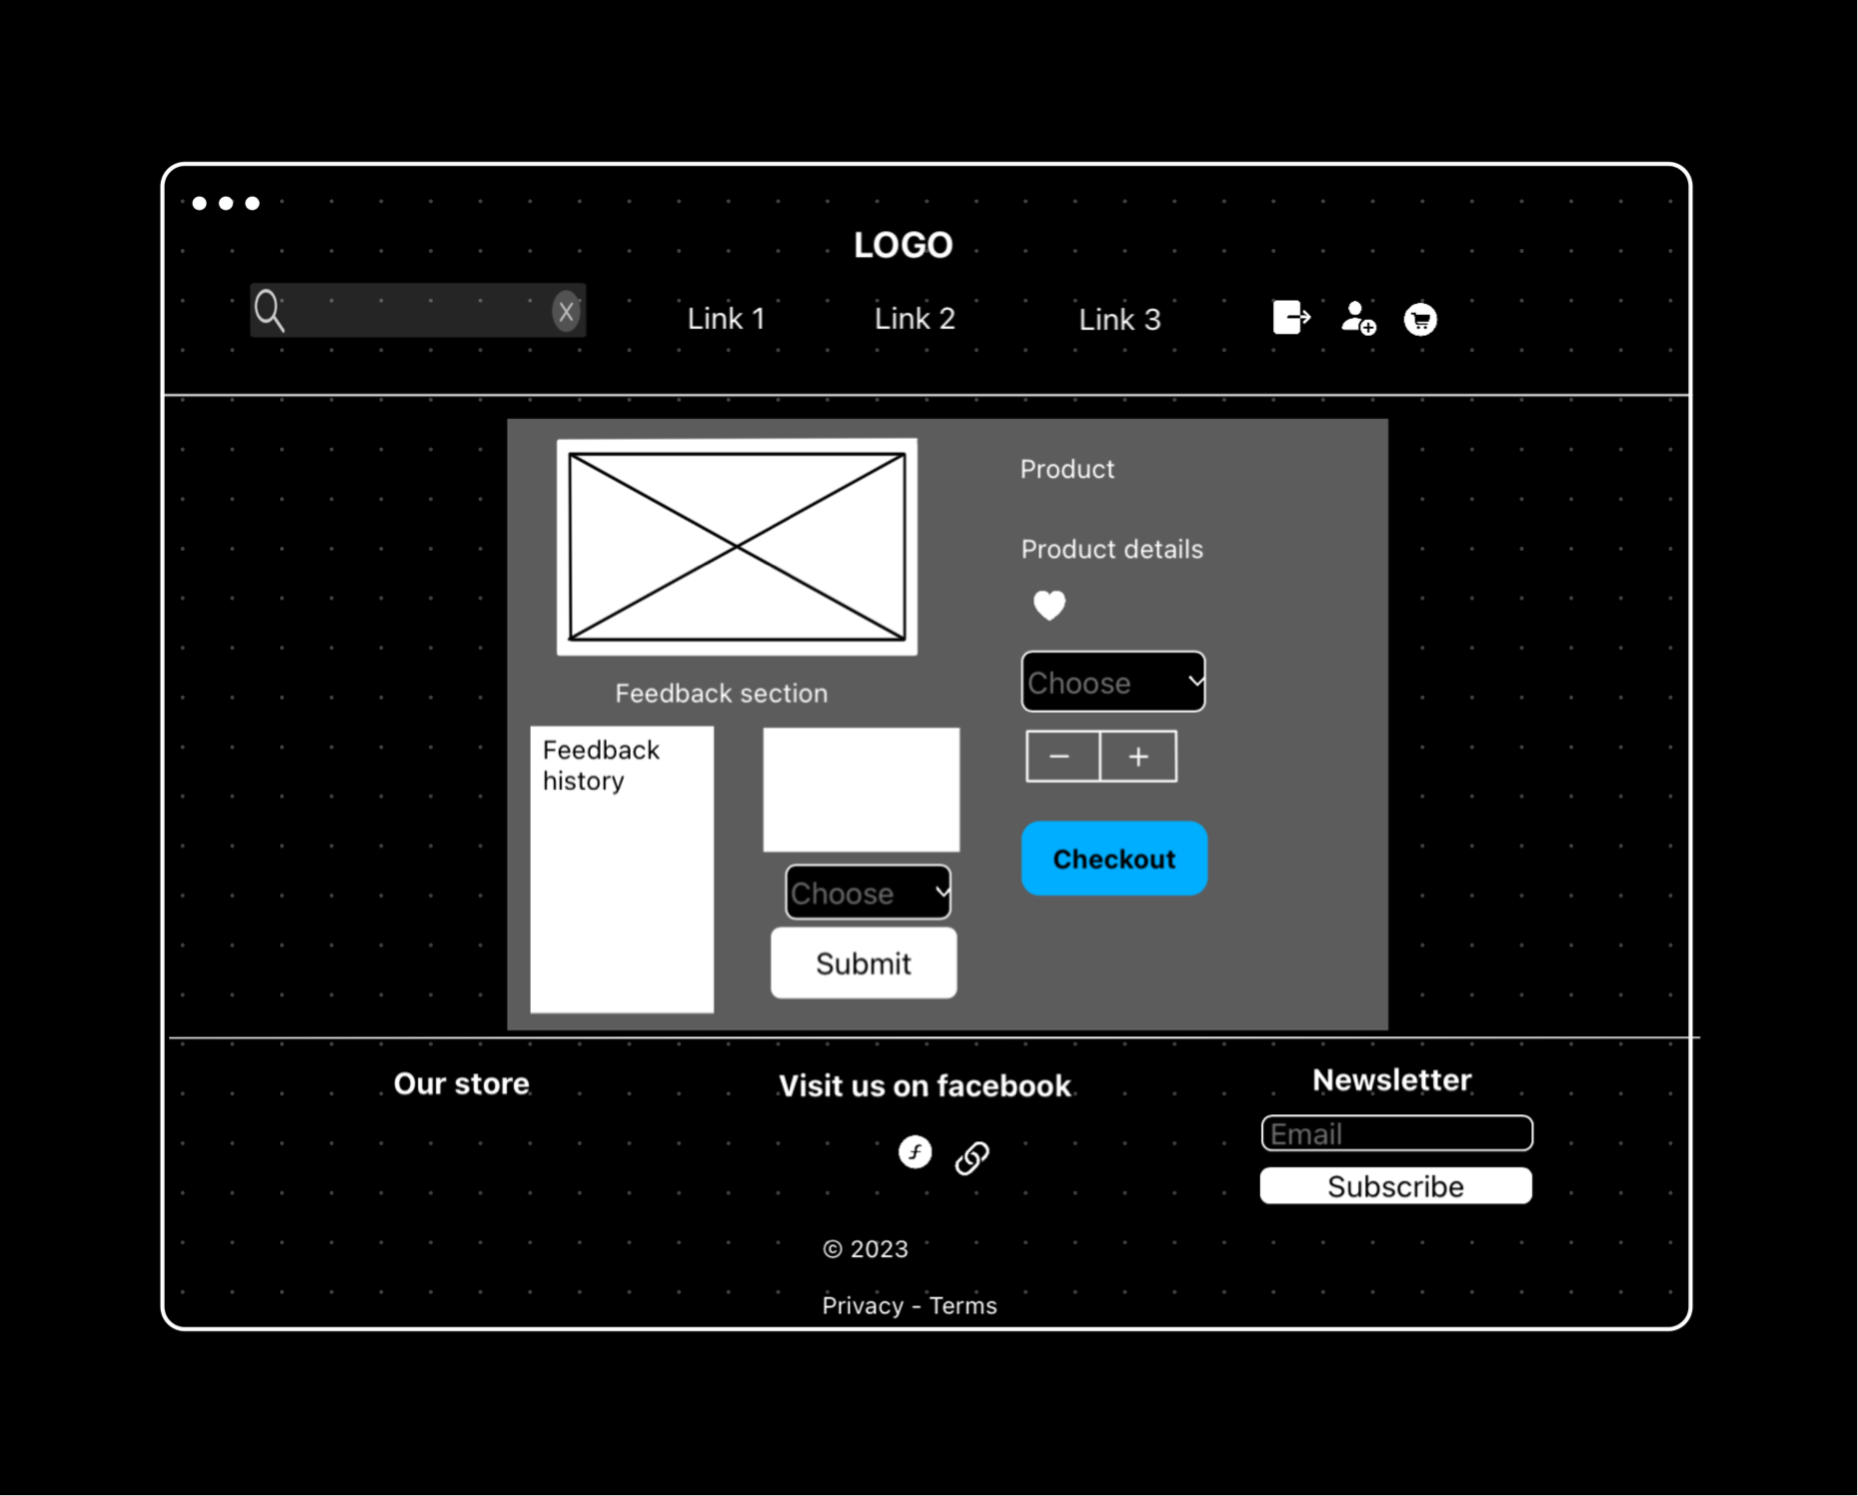 LOGO
X
Link 1
Link 2
Link 3
Product
Product details
Choose
Feedback section
Feedback
history
Choose
Submit
Checkout
Our store
Visit us on facebook
Newsletter
Email
Subscribe
© 2023
Privacy - Terms